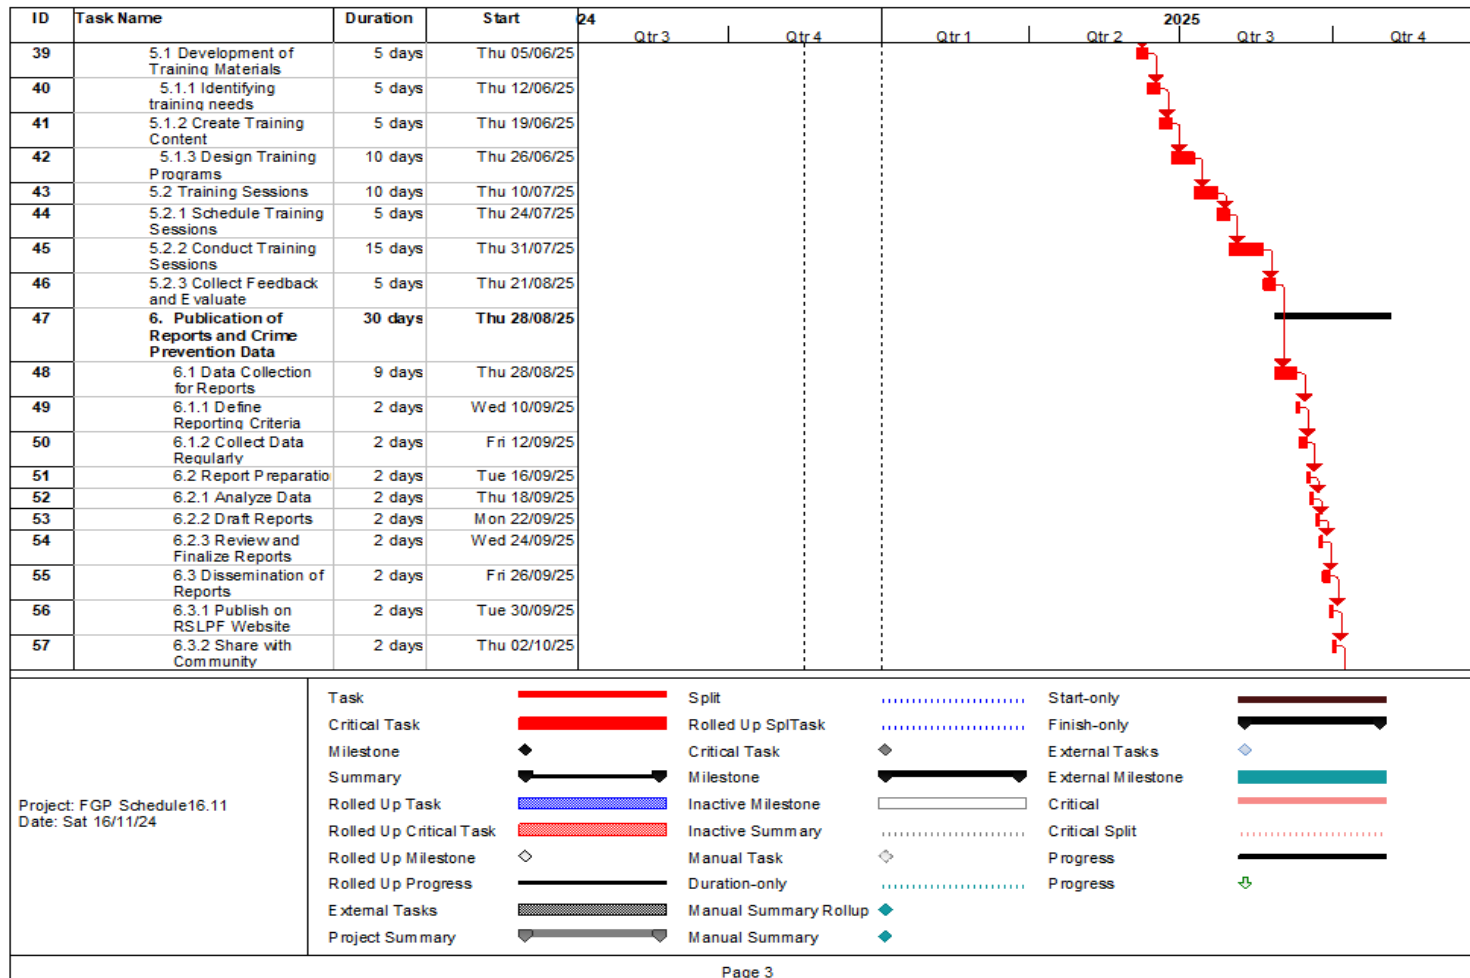 ID Task Name Duration Start 24 2025
Qtr 3 Qtr 4 Qtr 1 Qtr 2 Qtr 3 Qtr 4
39 5.1 Development of 5 days Thu 05/06/25
Training Materials
40 5.1.1 Identifying 5 days Thu 12/06/25
training needs
41 5.1.2 Create Training 5 days Thu 19/06/25
Content
42 5.1.3 Design Training 10 days Thu 26/06/25
Programs
43 5.2 Training Sessions 10 days Thu 10/07/25
44 5.2.1 Schedule Training 5 days Thu 24/07/25
Sessions
45 5.2.2 Conduct Training 15 days Thu 31/07/25
Sessions
46 5.2.3 Collect Feedback 5 days Thu 21/08/25
and Evaluate
47 6. Publication of 30 days Thu 28/08/25
Reports and Crime
Prevention Data
48 6.1 Data Collection 9 days Thu 28/08/25
for Reports
49 6.1.1 Define 2 days Wed 10/09/25
Reporting Criteria
50 6.1.2 Collect Data 2 days Fri 12/09/25
Regularly
51 6.2 Report Preparatio 2 days Tue 16/09/25
52 6.2.1 Analyze Data 2 days Thu 18/09/25
53 6.2.2 Draft Reports 2 days Mon 22/09/25
54 6.2.3 Review and 2 days Wed 24/09/25
Finalize Reports
55 6.3 Dissemination of 2 days Fri 26/09/25
Reports
56 6.3.1 Publish on 2 days Tue 30/09/25
RSLPF Website
57 6.3.2 Share with 2 days Thu 02/10/25
Community
Project: FGP Schedule16.11
Date: Sat 16/11/24
Task Split Start-only
Critical Task Rolled Up SplTask Finish-only
Milestone Critical Task External Tasks
Summary Milestone External Milestone
Rolled Up Task Inactive Milestone Critical
Rolled Up Critical Task Inactive Summary Critical Split
Rolled Up Milestone Manual Task Progress
Rolled Up Progress Duration-only Progress
External Tasks Manual Summary Rollup
Project Summary Manual Summary
Page 3